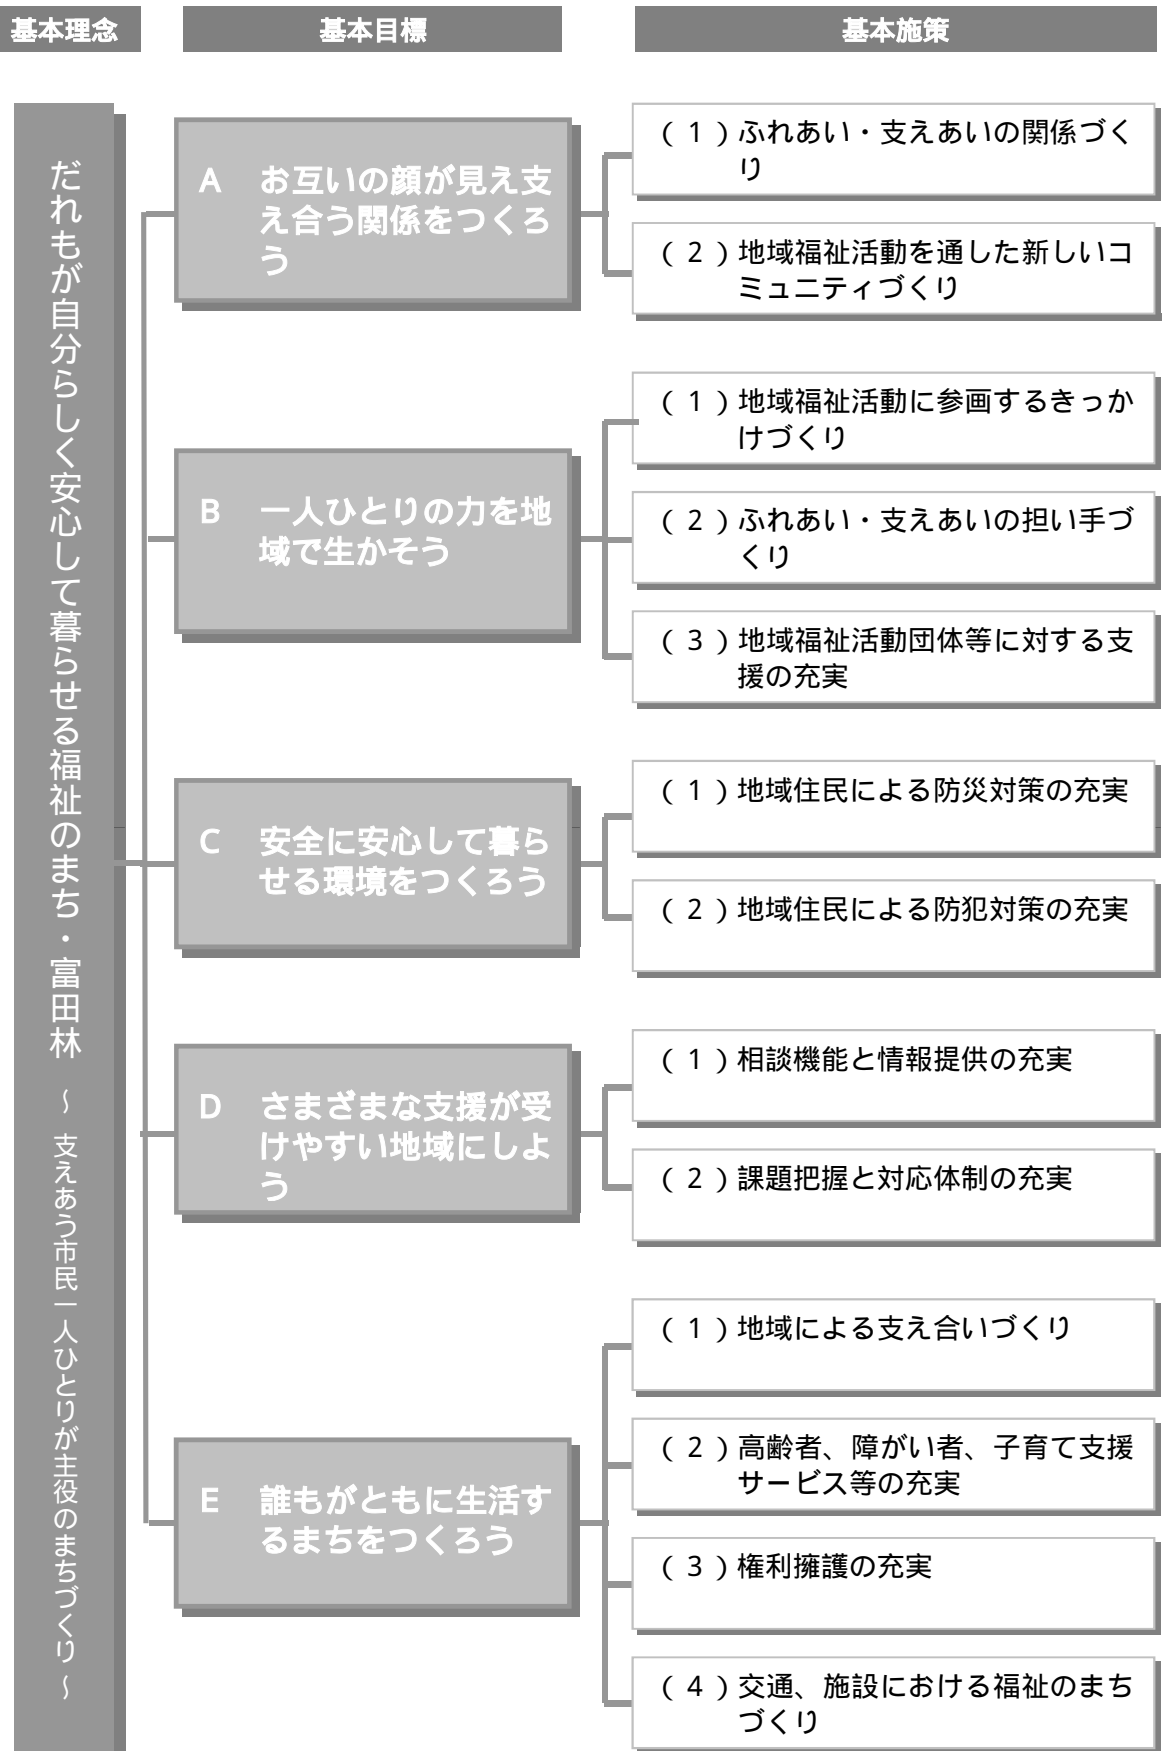 基本理念
基本目標
基本施策
だれもが自分らしく安心して暮らせる福祉のまち・富田林 ～ 支えあう市民一人ひとりが主役のまちづくり ～
A お互いの顔が見え支
え合う関係をつくろ
う
(1)ふれあい・支えあいの関係づく
り
(2)地域福祉活動を通した新しいコ
ミュニティづくり
B 一人ひとりの力を地
域で生かそう
(1)地域福祉活動に参画するきっか
けづくり
(2)ふれあい・支えあいの担い手づ
くり
(3)地域福祉活動団体等に対する支
援の充実
C 安全に安心して暮ら
せる環境をつくろう
(1)地域住民による防災対策の充実
(2)地域住民による防犯対策の充実
D さまざまな支援が受
けやすい地域にしよ
う
(1)相談機能と情報提供の充実
(2)課題把握と対応体制の充実
E 誰もがともに生活す
るまちをつくろう
(1)地域による支え合いづくり
(2)高齢者、障がい者、子育て支援
サービス等の充実
(3)権利擁護の充実
(4)交通、施設における福祉のまち
づくり